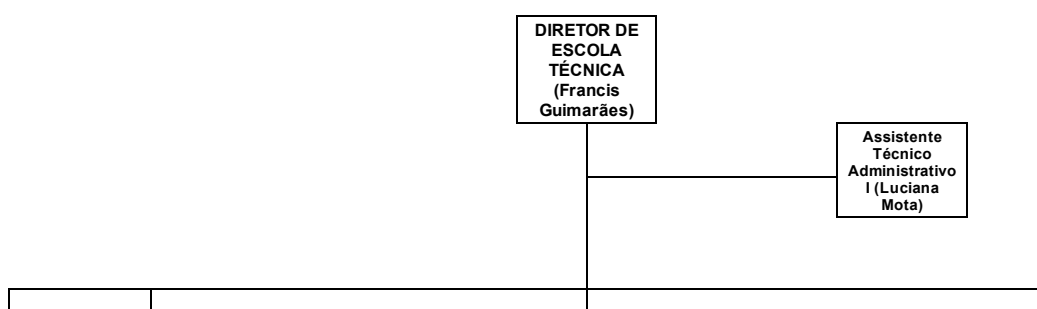 DIRETOR DE
ESCOLA
TÉCNICA
(Francis
Guimarães)
Assistente
Técnico
Administrativo
I (Luciana
Mota)